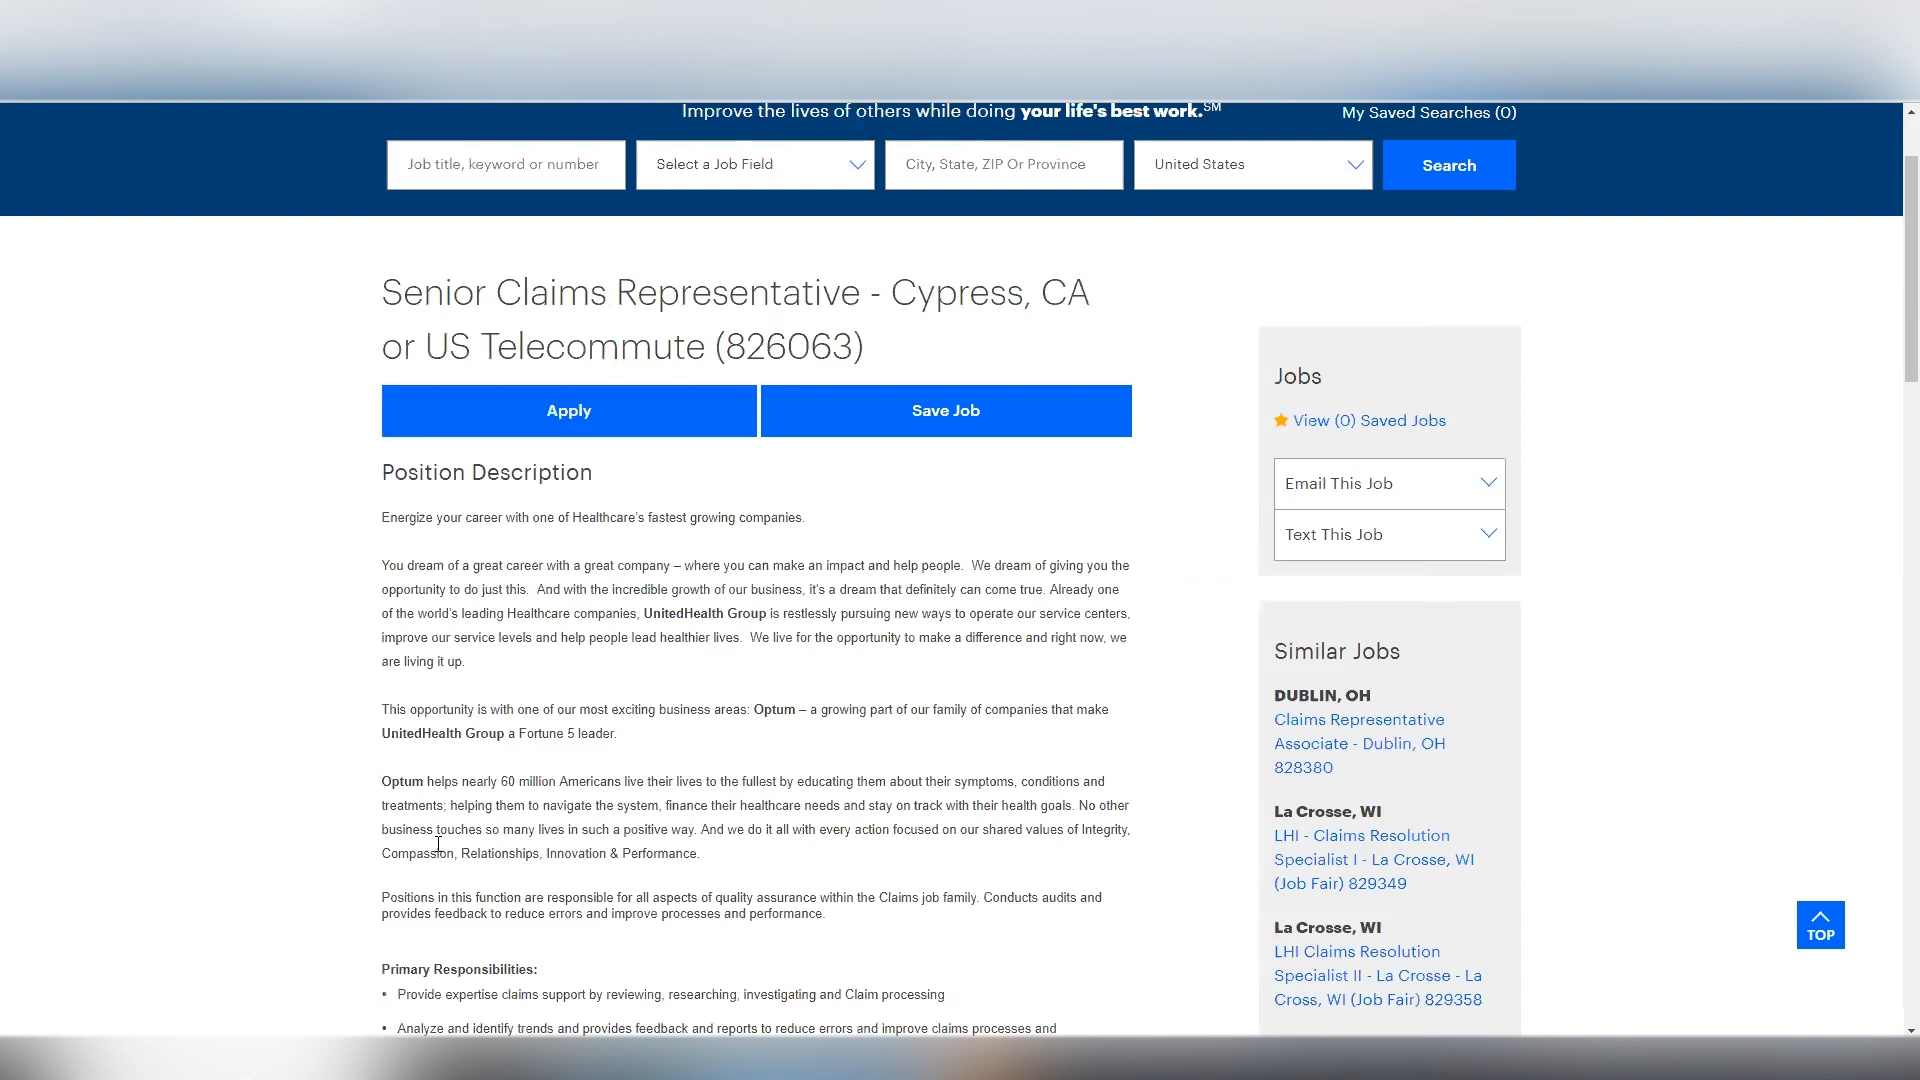 Improve the lives of others while doing your life's best work.℠
My Saved Searches (0)
Job title, keyword or number
Select a Job Field
City, State, ZIP Or Province
United States
Search
Senior Claims Representative - Cypress, CA
or US Telecommute (826063)
Apply
Save Job
Position Description
Energize your career with one of Healthcare’s fastest growing companies.
You dream of a great career with a great company – where you can make an impact and help people.  We dream of giving you the
opportunity to do just this.  And with the incredible growth of our business, it’s a dream that definitely can come true. Already one
of the world’s leading Healthcare companies, UnitedHealth Group is restlessly pursuing new ways to operate our service centers,
improve our service levels and help people lead healthier lives.  We live for the opportunity to make a difference and right now, we
are living it up.
This opportunity is with one of our most exciting business areas: Optum – a growing part of our family of companies that make
UnitedHealth Group a Fortune 5 leader.
Optum helps nearly 60 million Americans live their lives to the fullest by educating them about their symptoms, conditions and
treatments; helping them to navigate the system, finance their healthcare needs and stay on track with their health goals. No other
business touches so many lives in such a positive way. And we do it all with every action focused on our shared values of Integrity,
Compassion, Relationships, Innovation & Performance.
Positions in this function are responsible for all aspects of quality assurance within the Claims job family. Conducts audits and
provides feedback to reduce errors and improve processes and performance.
Primary Responsibilities:
• Provide expertise claims support by reviewing, researching, investigating and Claim processing
• Analyze and identify trends and provides feedback and reports to reduce errors and improve claims processes and
Jobs
View (0) Saved Jobs
Email This Job
Text This Job
Similar Jobs
DUBLIN, OH
Claims Representative
Associate - Dublin, OH
828380
La Crosse, WI
LHI - Claims Resolution
Specialist I - La Crosse, WI
(Job Fair) 829349
La Crosse, WI
LHI Claims Resolution
Specialist II - La Crosse - La
Cross, WI (Job Fair) 829358
TOP